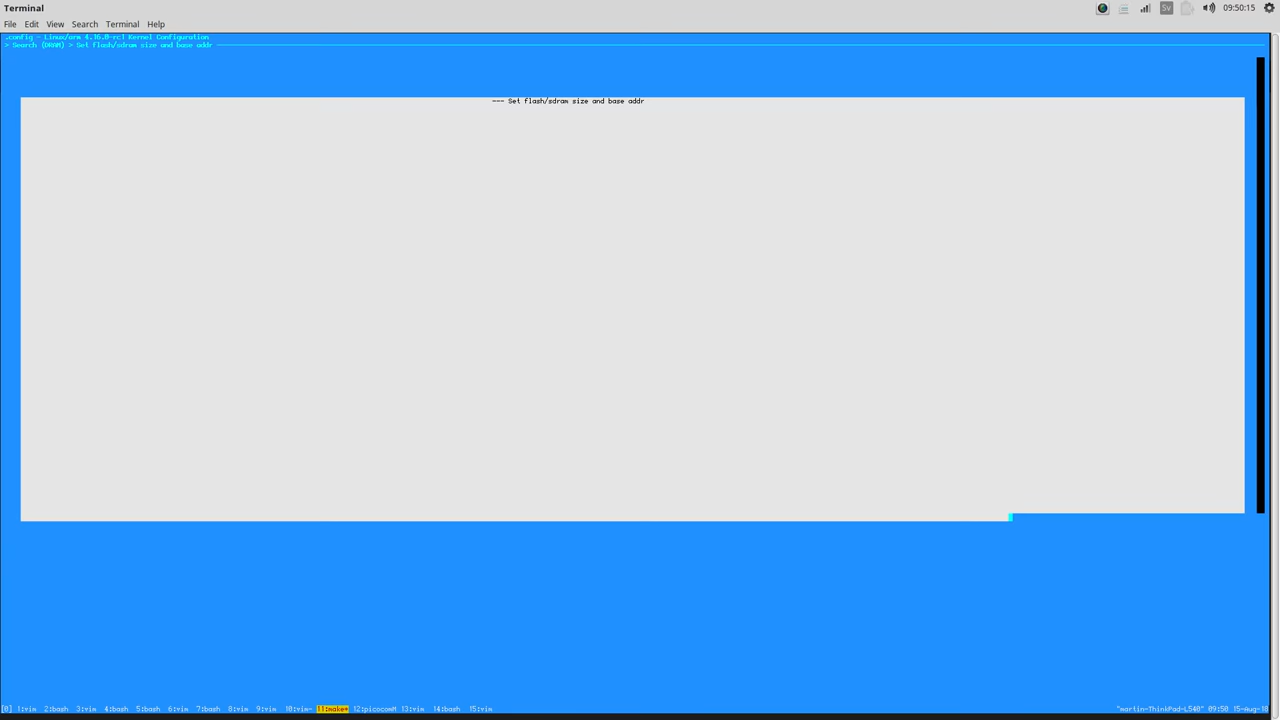 Terminal
Sv
09:50:15
File Edit View Search Terminal Help
.config - Linux/arm 4.16.0-rc1 Kernel Configuration
> Search (DRAM) > Set flash/sdram size and base addr
--- Set flash/sdram size and base addr
[0] 1:vim 2:bash 3:vim 4:bash 5:bash 6:vim 7:bash 8:vim 9:vim 10:vim- 11:make* 12:picocomM 13:vim 14:bash 15:vim
"martin-ThinkPad-L540" 09:50 15-Aug-18